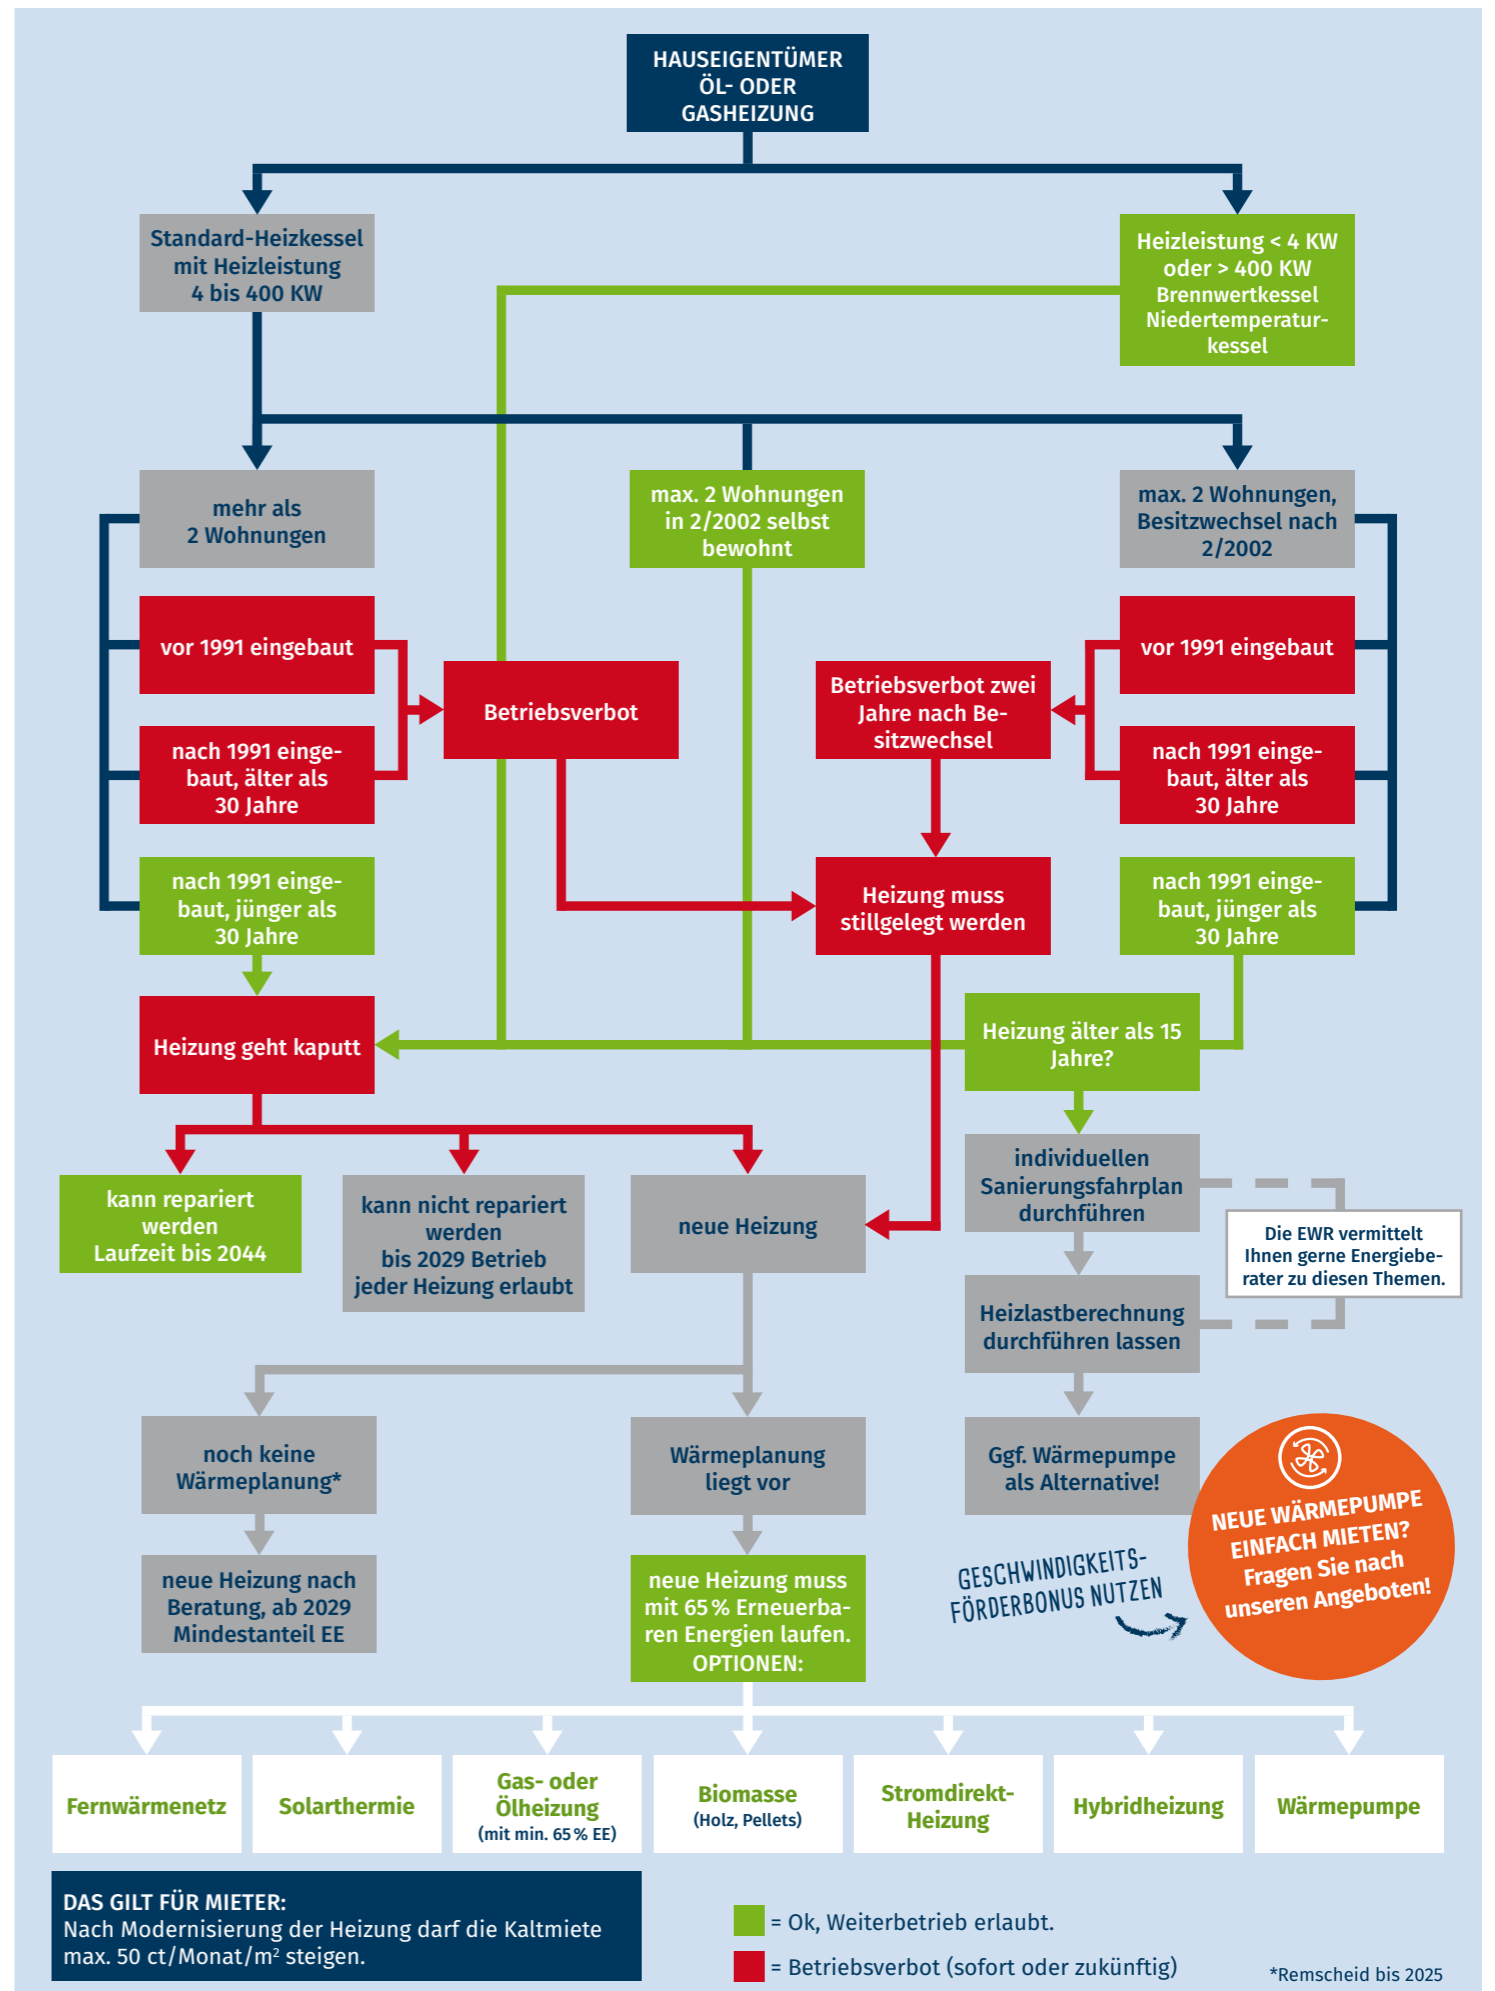 HAUSEIGENTÜMER
ÖL- ODER
GASHEIZUNG
Standard-Heizkessel
mit Heizleistung
4 bis 400 KW
Heizleistung < 4 KW
oder > 400 KW
Brennwertkessel
Niedertemperatur-
kessel
mehr als
2 Wohnungen
max. 2 Wohnungen
in 2/2002 selbst
bewohnt
max. 2 Wohnungen,
Besitzwechsel nach
2/2002
vor 1991 eingebaut
nach 1991 einge-
baut, älter als
30 Jahre
nach 1991 einge-
baut, jünger als
30 Jahre
Betriebsverbot
Betriebsverbot zwei
Jahre nach Be-
sitzwechsel
vor 1991 eingebaut
nach 1991 einge-
baut, älter als
30 Jahre
nach 1991 einge-
baut, jünger als
30 Jahre
Heizung muss
stillgelegt werden
Heizung geht kaputt
Heizung älter als 15
Jahre?
kann repariert
werden
Laufzeit bis 2044
kann nicht repariert
werden
bis 2029 Betrieb
jeder Heizung erlaubt
neue Heizung
individuellen
Sanierungsfahrplan
durchführen
Die EWR vermittelt
Ihnen gerne Energiebe-
rater zu diesen Themen.
Heizlastberechnung
durchführen lassen
noch keine
Wärmeplanung*
Wärmeplanung
liegt vor
Ggf. Wärmepumpe
als Alternative!
neue Heizung nach
Beratung, ab 2029
Mindestanteil EE
neue Heizung muss
mit 65 % Erneuerba-
ren Energien laufen.
OPTIONEN:
GESCHWINDIGKEITS-
FÖRDERBONUS NUTZEN
NEUE WÄRMEPUMPE
EINFACH MIETEN?
Fragen Sie nach
unseren Angeboten!
Fernwärmenetz
Solarthermie
Gas- oder
Ölheizung
(mit min. 65 % EE)
Biomasse
(Holz, Pellets)
Stromdirekt-
Heizung
Hybridheizung
Wärmepumpe
DAS GILT FÜR MIETER:
Nach Modernisierung der Heizung darf die Kaltmiete
max. 50 ct/Monat/m² steigen.
= Ok, Weiterbetrieb erlaubt.
= Betriebsverbot (sofort oder zukünftig)
*Remscheid bis 2025